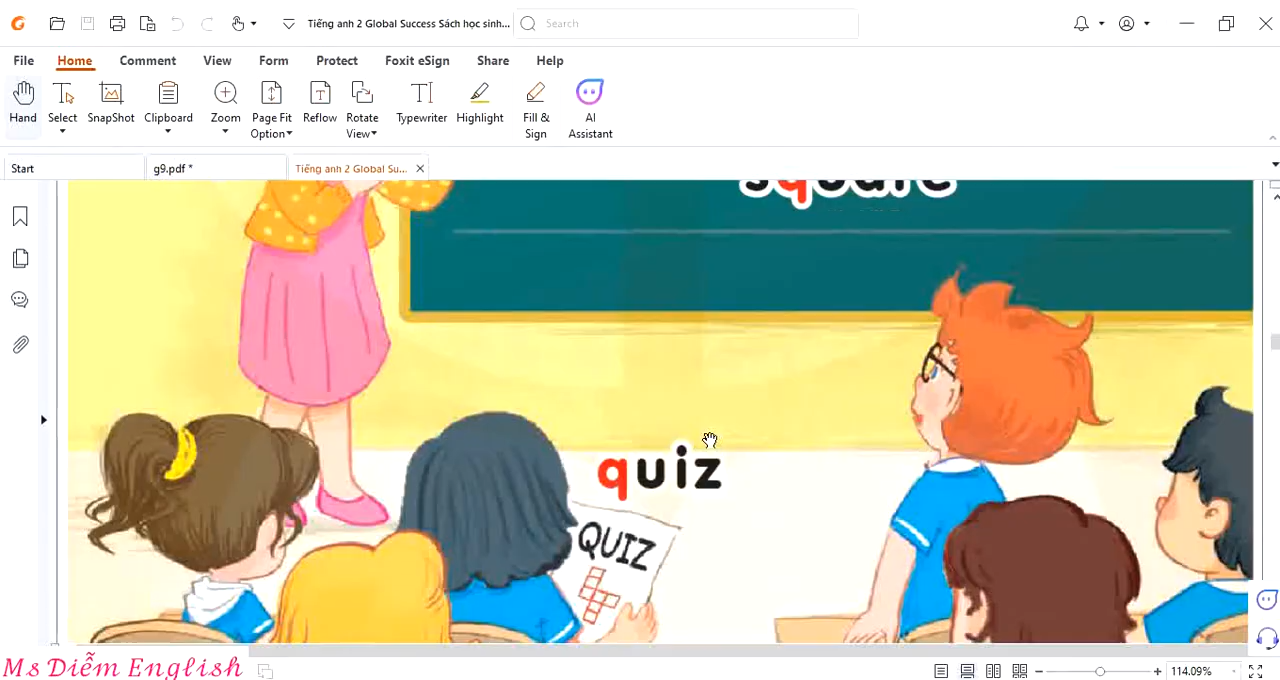 Tiếng anh 2 Global Success Sách học sinh...
Search
File Home Comment View Form Protect Foxit eSign Share Help
Hand Select SnapShot Clipboard Zoom Page Fit Option Reflow Rotate View Typewriter Highlight Fill & Sign AI Assistant
Start g9.pdf * Tiếng anh 2 Global Su...
square
quiz
QUIZ
Ms Diễm English
114.09%